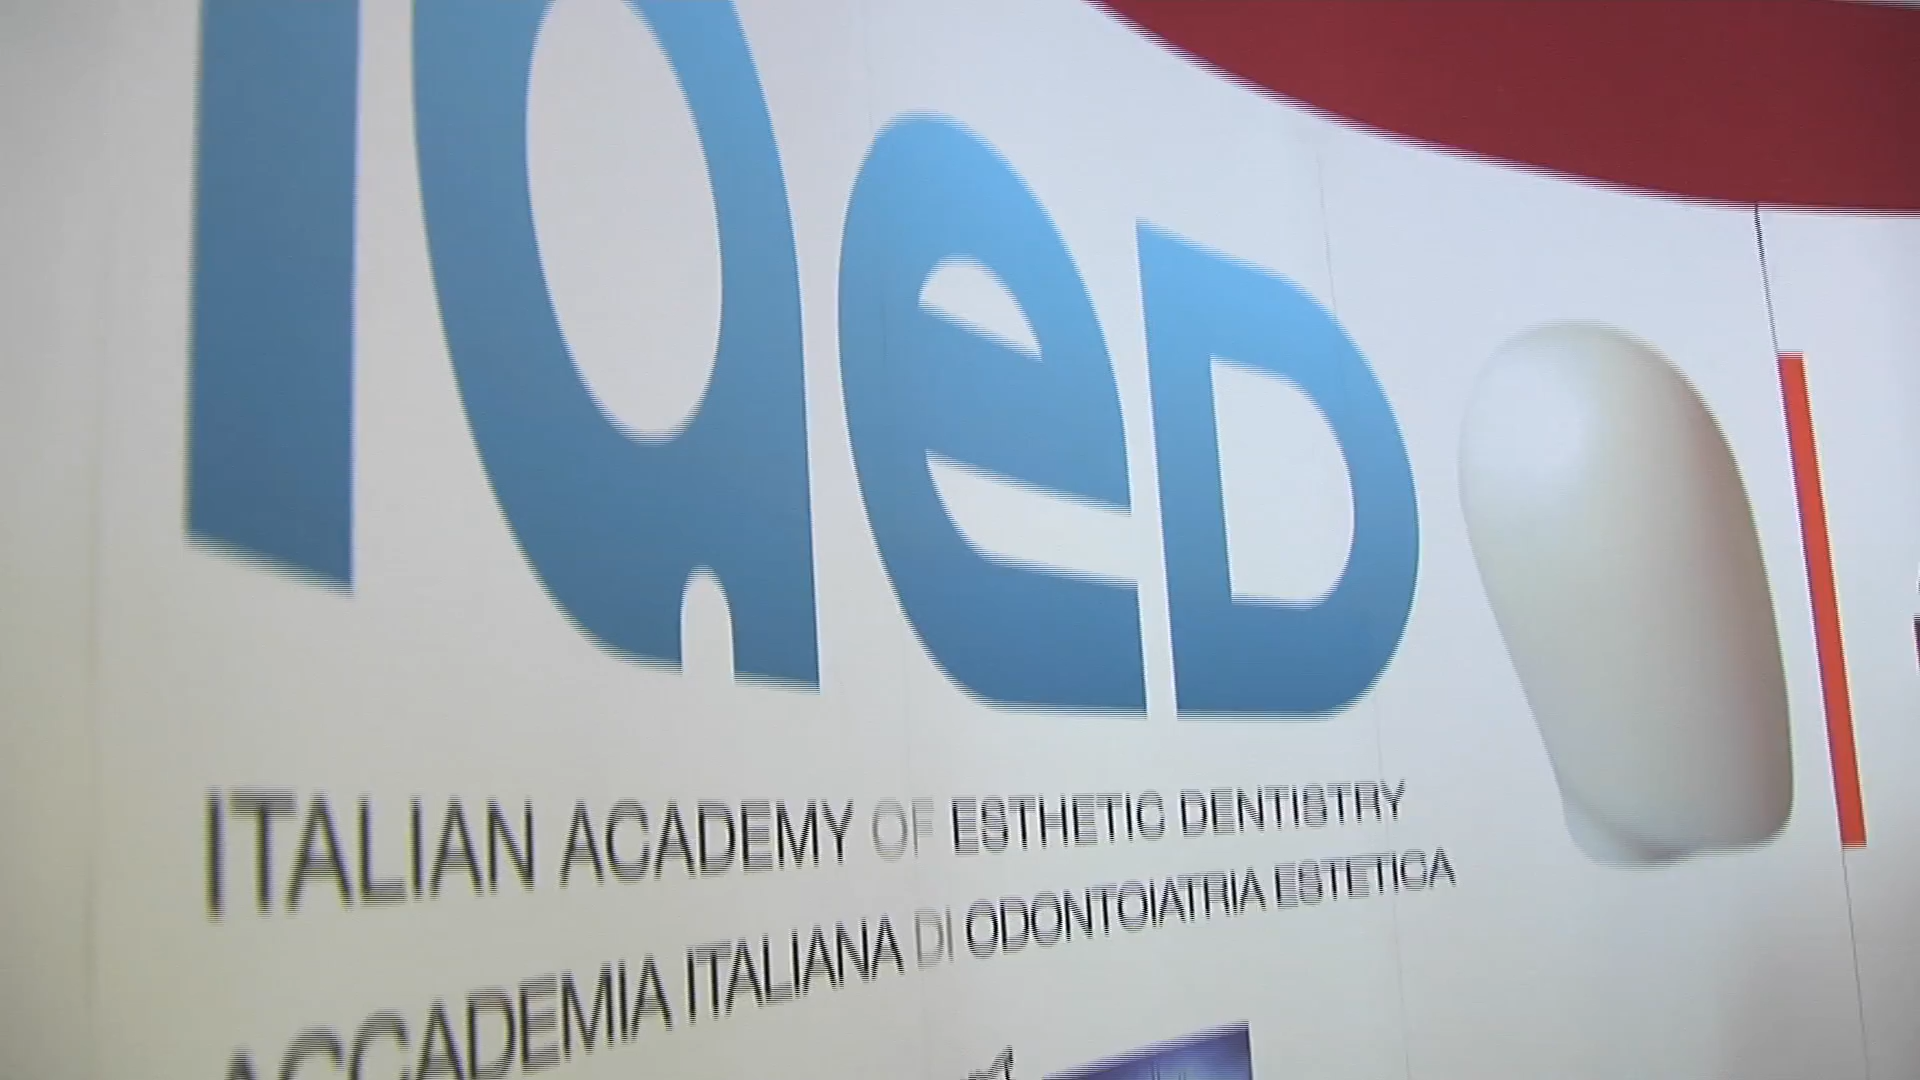 IaeD
ITALIAN ACADEMY OF ESTHETIC DENTISTRY
ACCADEMIA ITALIANA DI ODONTOIATRIA ESTETICA